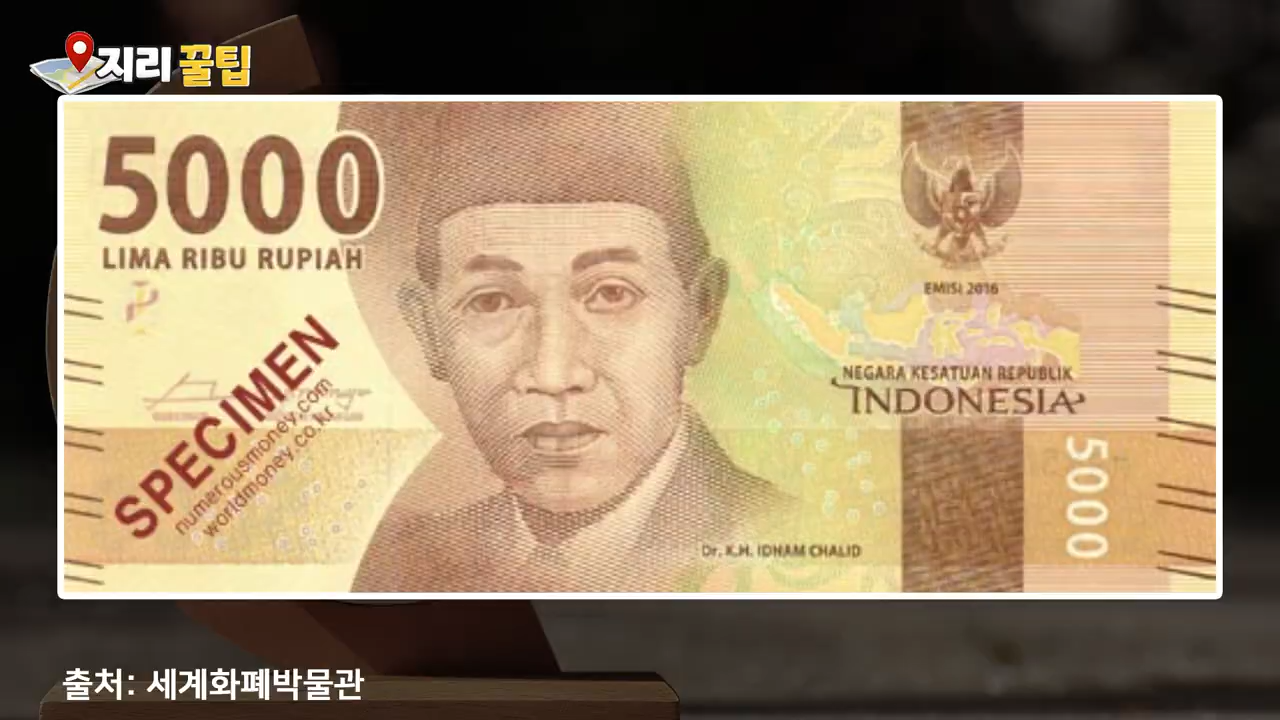 지리 꿀팁
5000
LIMA RIBU RUPIAH
SPECIMEN
numerousmoney.com
worldmoney.co.kr
EMISI 2016
NEGARA KESATUAN REPUBLIK
INDONESIA
5000
Dr. K.H. IDHAM CHALID
출처: 세계화폐박물관